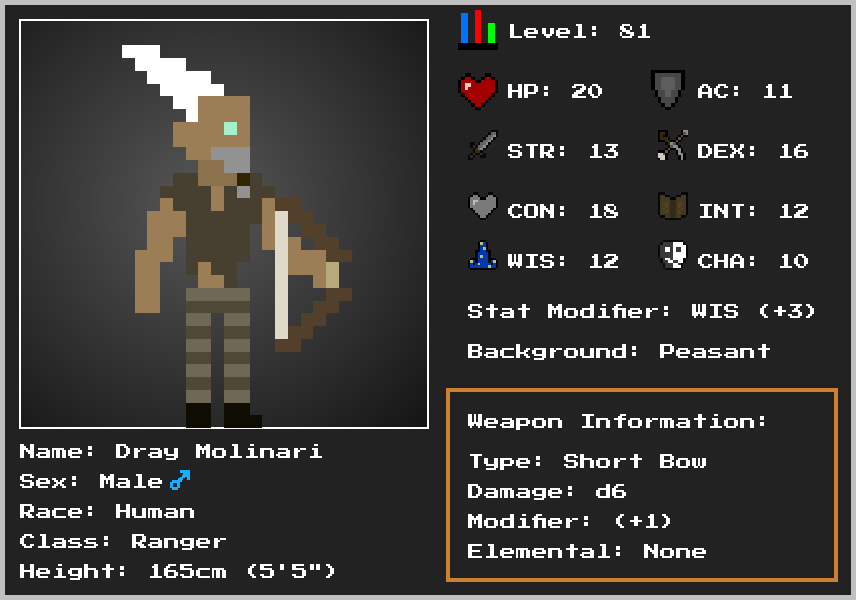 Level: 81
HP: 20 AC: 11
STR: 13 DEX: 16
CON: 18 INT: 12
WIS: 12 CHA: 10
Stat Modifier: WIS (+3)
Background: Peasant
Weapon Information:
Type: Short Bow
Damage: d6
Modifier: (+1)
Elemental: None
Name: Dray Molinari
Sex: Male♂
Race: Human
Class: Ranger
Height: 165cm (5'5")